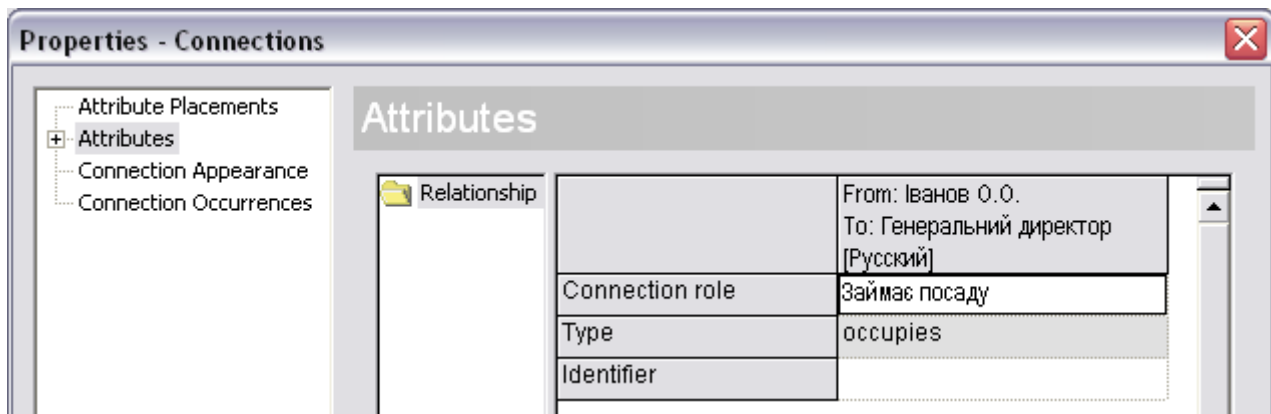 Properties - Connections
Attribute Placements
Attributes
Connection Appearance
Connection Occurrences
Attributes
Relationship
From: Іванов О.О.
To: Генеральний директор
[Русский]
Connection role
Займає посаду
Type
occupies
Identifier